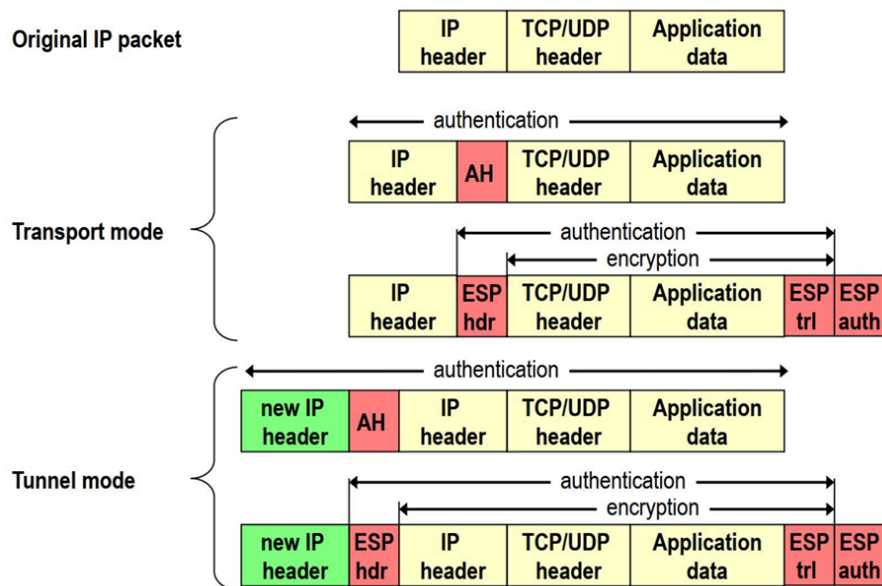 Original IP packet
IP header
TCP/UDP header
Application data
Transport mode
authentication
IP header
AH
TCP/UDP header
Application data
authentication
encryption
IP header
ESP hdr
TCP/UDP header
Application data
ESP trl
ESP auth
Tunnel mode
authentication
new IP header
AH
IP header
TCP/UDP header
Application data
authentication
encryption
new IP header
ESP hdr
IP header
TCP/UDP header
Application data
ESP trl
ESP auth